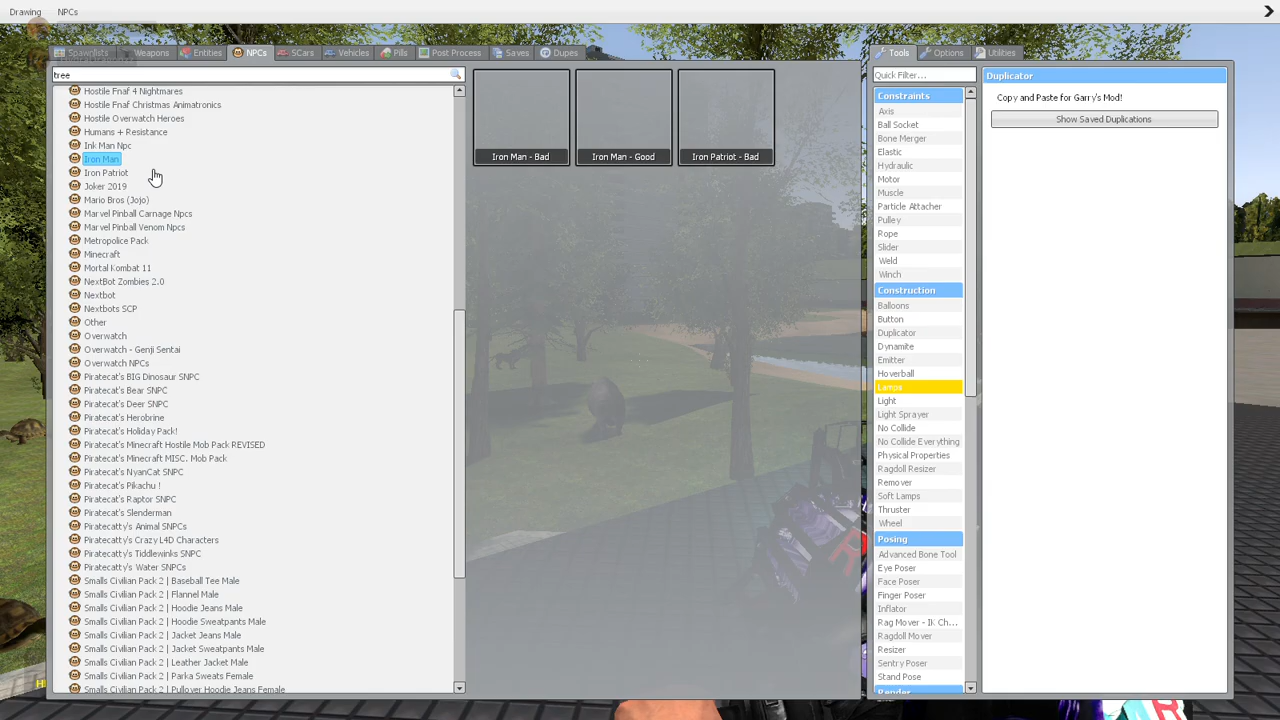 Drawing NPCs
Spawnlists Weapons Entities NPCs SCars Vehicles Pills Post Process Saves Dupes
tree
Hostile Fnaf 4 Nightmares
Hostile Fnaf Christmas Animatronics
Hostile Overwatch Heroes
Humans + Resistance
Ink Man Npc
Iron Man
Iron Patriot
Joker 2019
Mario Bros (Jojo)
Marvel Pinball Carnage Npcs
Marvel Pinball Venom Npcs
Metropolice Pack
Minecraft
Mortal Kombat 11
NextBot Zombies 2.0
Nextbot
Nextbots SCP
Other
Overwatch
Overwatch - Genji Sentai
Overwatch NPCs
Piratecat's BIG Dinosaur SNPC
Piratecat's Bear SNPC
Piratecat's Deer SNPC
Piratecat's Herobrine
Piratecat's Holiday Pack!
Piratecat's Minecraft Hostile Mob Pack REVISED
Piratecat's Minecraft MISC. Mob Pack
Piratecat's NyanCat SNPC
Piratecat's Pikachu !
Piratecat's Raptor SNPC
Piratecat's Slenderman
Piratecatty's Animal SNPCs
Piratecatty's Crazy L4D Characters
Piratecatty's Tiddlewinks SNPC
Piratecatty's Water SNPCs
Smalls Civilian Pack 2 | Baseball Tee Male
Smalls Civilian Pack 2 | Flannel Male
Smalls Civilian Pack 2 | Hoodie Jeans Male
Smalls Civilian Pack 2 | Hoodie Sweatpants Male
Smalls Civilian Pack 2 | Jacket Jeans Male
Smalls Civilian Pack 2 | Jacket Sweatpants Male
Smalls Civilian Pack 2 | Leather Jacket Male
Smalls Civilian Pack 2 | Parka Sweats Female
Smalls Civilian Pack 2 | Pullover Hoodie Jeans Female
Iron Man - Bad
Iron Man - Good
Iron Patriot - Bad
Tools Options Utilities
Quick Filter...
Constraints
Axis
Ball Socket
Bone Merger
Elastic
Hydraulic
Motor
Muscle
Particle Attacher
Pulley
Rope
Slider
Weld
Winch
Construction
Balloons
Button
Duplicator
Dynamite
Emitter
Hoverball
Lamps
Light
Light Sprayer
No Collide
No Collide Everything
Physical Properties
Ragdoll Resizer
Remover
Soft Lamps
Thruster
Wheel
Posing
Advanced Bone Tool
Eye Poser
Face Poser
Finger Poser
Inflator
Rag Mover - Ik Ch...
Ragdoll Mover
Resizer
Sentry Poser
Stand Pose
Render
Duplicator
Copy and Paste for Garry's Mod!
Show Saved Duplications